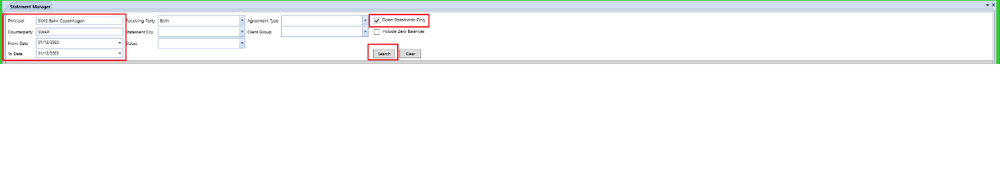 Statement Manager
Principal SXAS Bank Copenhagen Receiving Party Both Agreement Type Open Statements Only
Counterparty SWAP Statement Ccy Client Group Include Zero Balances
From Date 01/12/2023 Status
To Date 31/12/2023 Search Clear